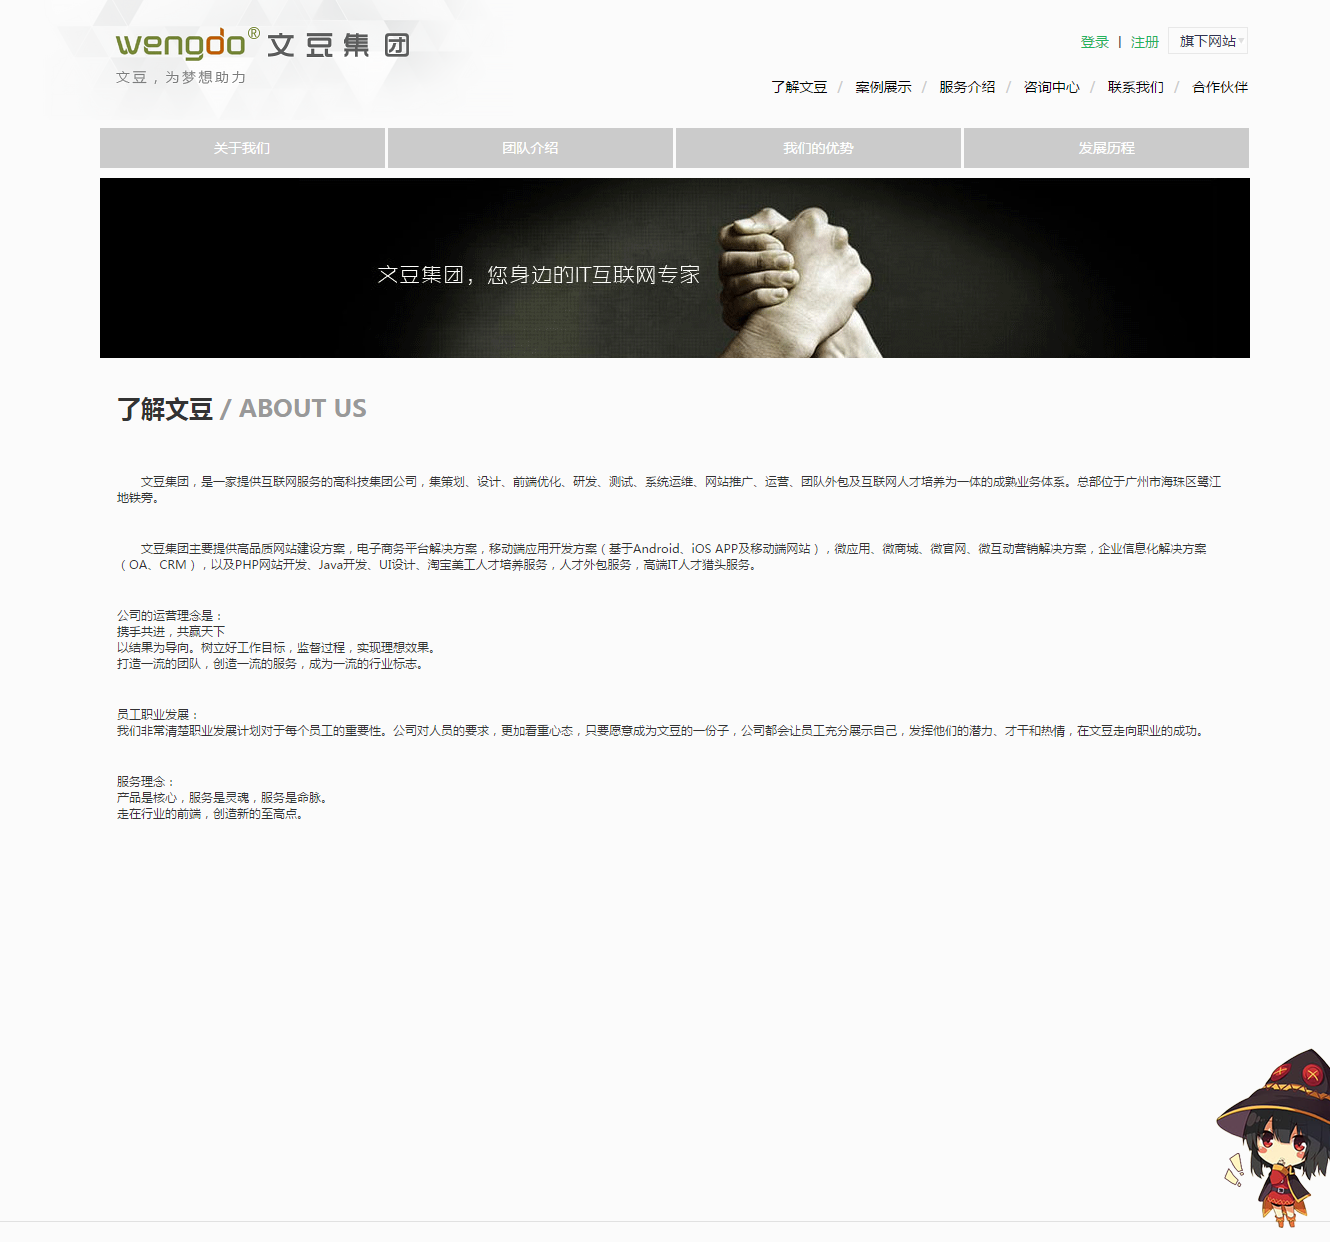 wengdo® 文豆集团
文豆，为梦想助力
登录 | 注册 旗下网站
了解文豆 / 案例展示 / 服务介绍 / 咨询中心 / 联系我们 / 合作伙伴
关于我们 团队介绍 我们的优势 发展历程
文豆集团，您身边的IT互联网专家
了解文豆 / ABOUT US
文豆集团，是一家提供互联网服务的高科技集团公司，集策划、设计、前端优化、研发、测试、系统运维、网站推广、运营、团队外包及互联网人才培养为一体的成熟业务体系。总部位于广州市海珠区鹭江
地铁旁。
文豆集团主要提供高品质网站建设方案，电子商务平台解决方案，移动端应用开发方案（基于Android、iOS APP及移动端网站），微应用、微商城、微官网、微互动营销解决方案，企业信息化解决方案
（OA、CRM），以及PHP网站开发、Java开发、UI设计、淘宝美工人才培养服务，人才外包服务，高端IT人才猎头服务。
公司的运营理念是：
携手共进，共赢天下
以结果为导向。树立好工作目标，监督过程，实现理想效果。
打造一流的团队，创造一流的服务，成为一流的行业标志。
员工职业发展：
我们非常清楚职业发展计划对于每个员工的重要性。公司对人员的要求，更加看重心态，只要愿意成为文豆的一份子，公司都会让员工充分展示自己，发挥他们的潜力、才干和热情，在文豆走向职业的成功。
服务理念：
产品是核心，服务是灵魂，服务是命脉。
走在行业的前端，创造新的至高点。